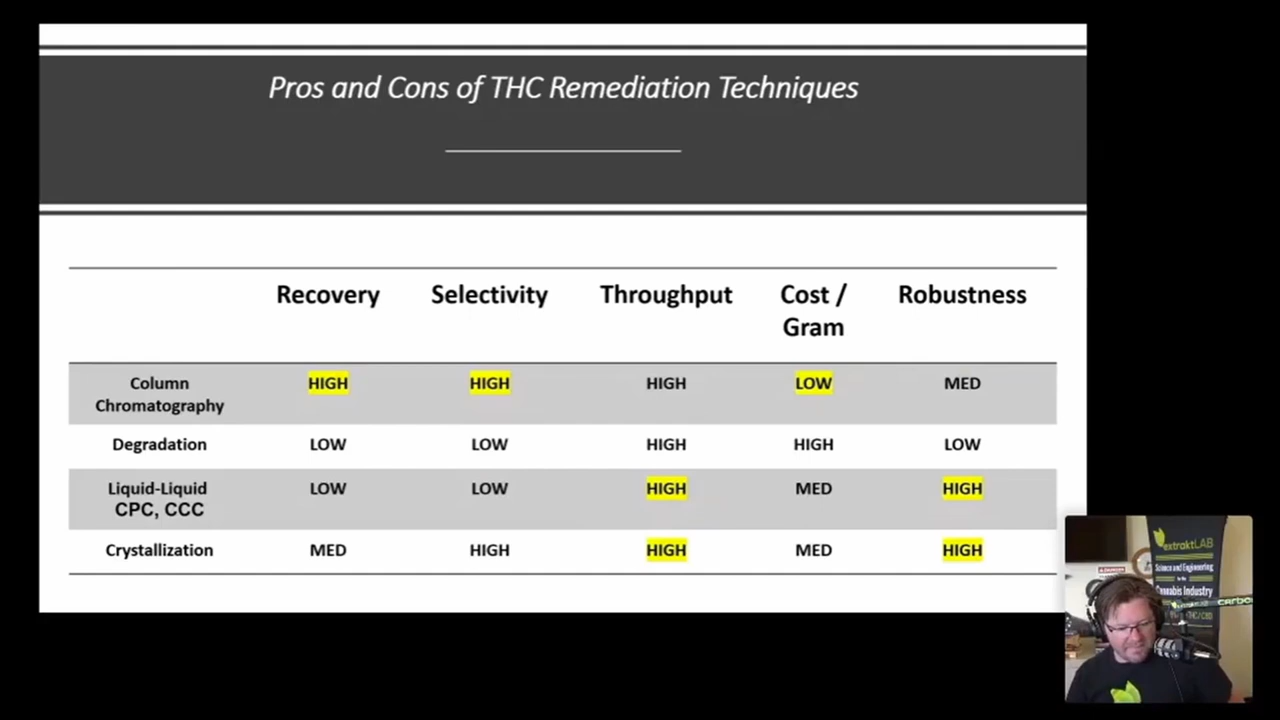 Pros and Cons of THC Remediation Techniques
Recovery Selectivity Throughput Cost / Gram Robustness
Column Chromatography HIGH HIGH HIGH LOW MED
Degradation LOW LOW HIGH HIGH LOW
Liquid-Liquid CPC, CCC LOW LOW HIGH MED HIGH
Crystallization MED HIGH HIGH MED HIGH
extraktLAB
Science and Engineering
Cannabis Industry